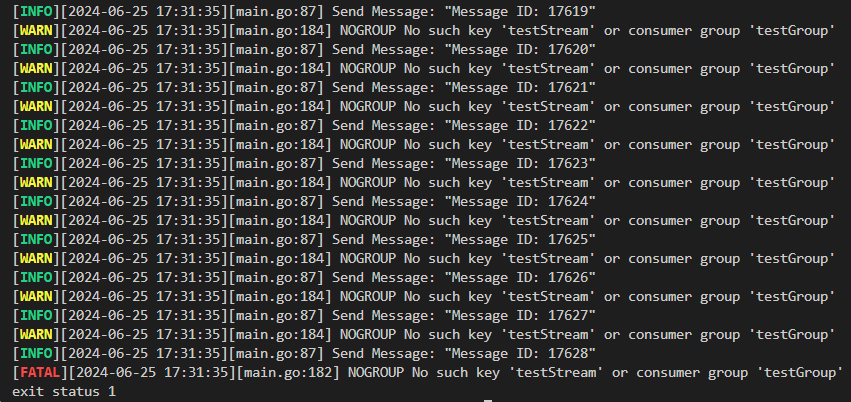 [INFO][2024-06-25 17:31:35][main.go:87] Send Message: "Message ID: 17619"
[WARN][2024-06-25 17:31:35][main.go:184] NOGROUP No such key 'testStream' or consumer group 'testGroup'
[INFO][2024-06-25 17:31:35][main.go:87] Send Message: "Message ID: 17620"
[WARN][2024-06-25 17:31:35][main.go:184] NOGROUP No such key 'testStream' or consumer group 'testGroup'
[INFO][2024-06-25 17:31:35][main.go:87] Send Message: "Message ID: 17621"
[WARN][2024-06-25 17:31:35][main.go:184] NOGROUP No such key 'testStream' or consumer group 'testGroup'
[INFO][2024-06-25 17:31:35][main.go:87] Send Message: "Message ID: 17622"
[WARN][2024-06-25 17:31:35][main.go:184] NOGROUP No such key 'testStream' or consumer group 'testGroup'
[INFO][2024-06-25 17:31:35][main.go:87] Send Message: "Message ID: 17623"
[WARN][2024-06-25 17:31:35][main.go:184] NOGROUP No such key 'testStream' or consumer group 'testGroup'
[INFO][2024-06-25 17:31:35][main.go:87] Send Message: "Message ID: 17624"
[WARN][2024-06-25 17:31:35][main.go:184] NOGROUP No such key 'testStream' or consumer group 'testGroup'
[INFO][2024-06-25 17:31:35][main.go:87] Send Message: "Message ID: 17625"
[WARN][2024-06-25 17:31:35][main.go:184] NOGROUP No such key 'testStream' or consumer group 'testGroup'
[INFO][2024-06-25 17:31:35][main.go:87] Send Message: "Message ID: 17626"
[WARN][2024-06-25 17:31:35][main.go:184] NOGROUP No such key 'testStream' or consumer group 'testGroup'
[INFO][2024-06-25 17:31:35][main.go:87] Send Message: "Message ID: 17627"
[WARN][2024-06-25 17:31:35][main.go:184] NOGROUP No such key 'testStream' or consumer group 'testGroup'
[INFO][2024-06-25 17:31:35][main.go:87] Send Message: "Message ID: 17628"
[FATAL][2024-06-25 17:31:35][main.go:182] NOGROUP No such key 'testStream' or consumer group 'testGroup'
exit status 1